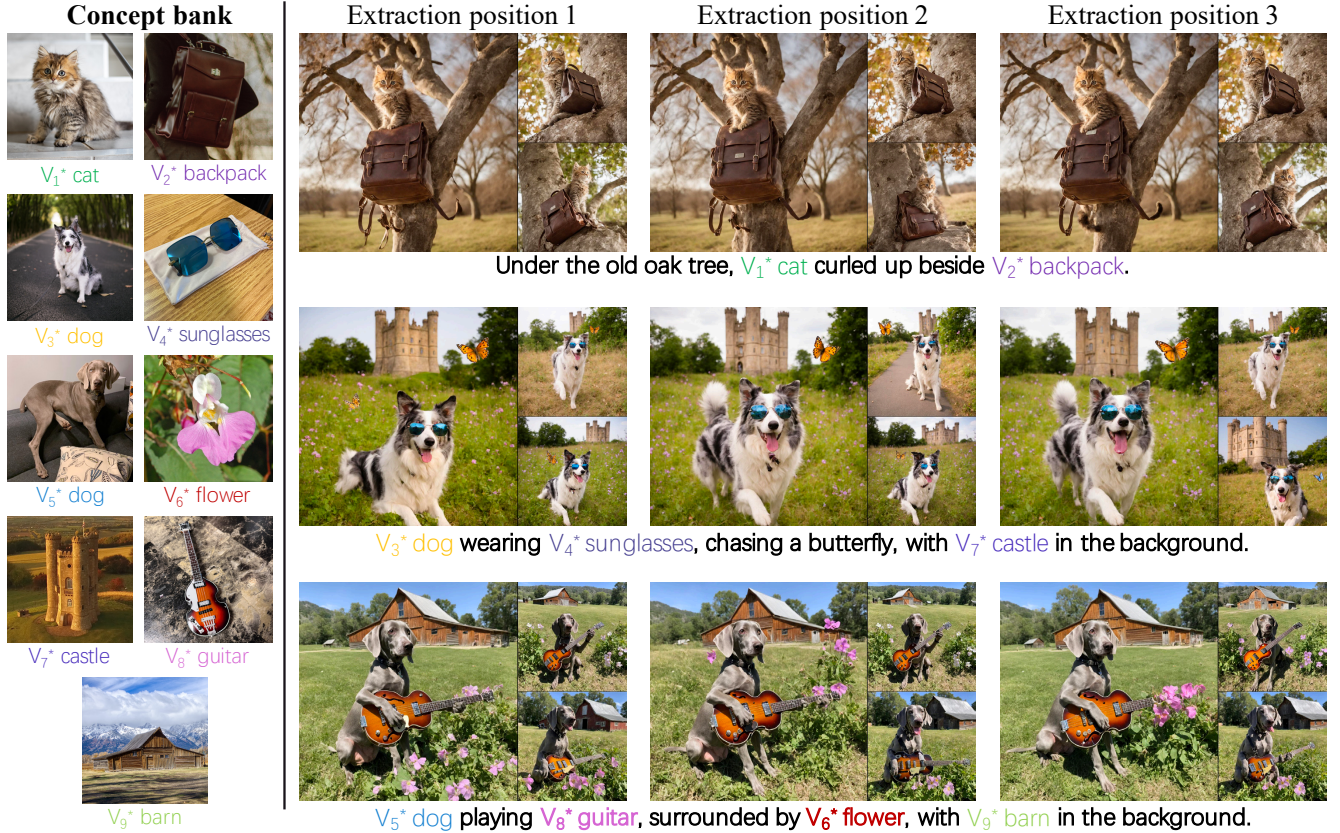 Concept bank
Extraction position 1
Extraction position 2
Extraction position 3
V₁* cat
V₂* backpack
Under the old oak tree, V₁* cat curled up beside V₂* backpack.
V₃* dog
V₄* sunglasses
V₅* dog
V₆* flower
V₃* dog wearing V₄* sunglasses, chasing a butterfly, with V₇* castle in the background.
V₇* castle
V₈* guitar
V₉* barn
V₅* dog playing V₈* guitar, surrounded by V₆* flower, with V₉* barn in the background.